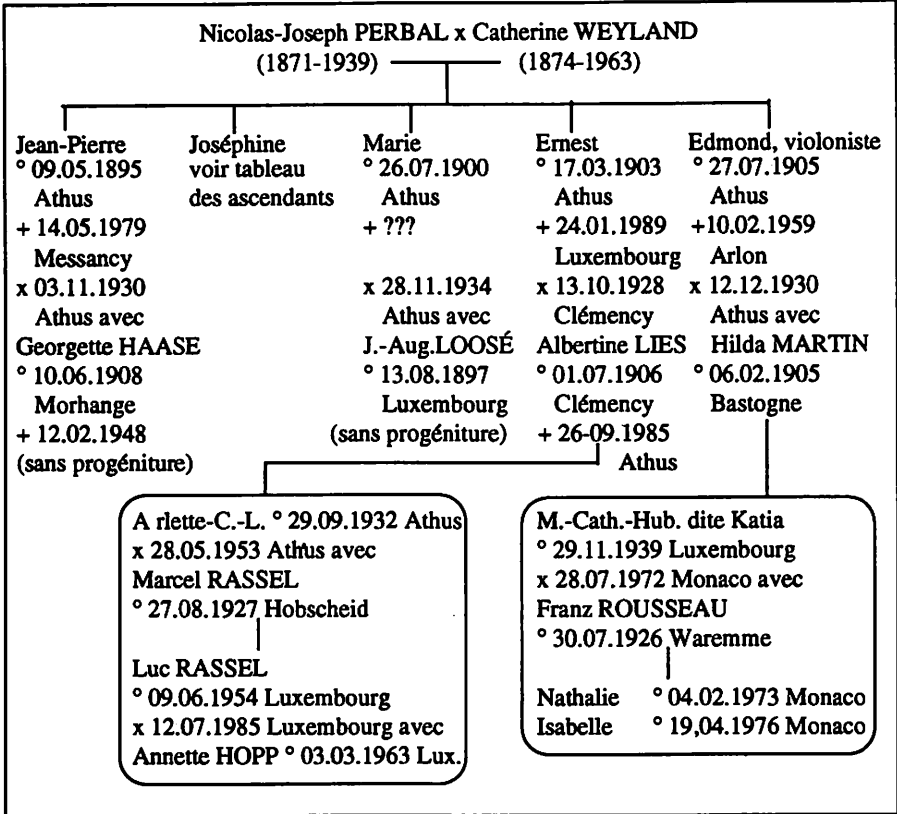 Nicolas-Joseph PERBAL x Catherine WEYLAND
(1871-1939) (1874-1963)
Jean-Pierre
° 09.05.1895
Athus
+ 14.05.1979
Messancy
x 03.11.1930
Athus avec
Georgette HAASE
° 10.06.1908
Morhange
+ 12.02.1948
(sans progéniture)
Joséphine
voir tableau
des ascendants
Marie
° 26.07.1900
Athus
+ ???
x 28.11.1934
Athus avec
J.-Aug.LOOSÉ
° 13.08.1897
Luxembourg
(sans progéniture)
Ernest
° 17.03.1903
Athus
+ 24.01.1989
Luxembourg
x 13.10.1928
Clémency
Albertine LIES
° 01.07.1906
Clémency
+ 26-09.1985
Athus
Edmond, violoniste
° 27.07.1905
Athus
+10.02.1959
Arlon
x 12.12.1930
Athus avec
Hilda MARTIN
° 06.02.1905
Bastogne
A rlette-C.-L. ° 29.09.1932 Athus
x 28.05.1953 Athus avec
Marcel RASSEL
° 27.08.1927 Hobscheid
Luc RASSEL
° 09.06.1954 Luxembourg
x 12.07.1985 Luxembourg avec
Annette HOPP ° 03.03.1963 Lux.
M.-Cath.-Hub. dite Katia
° 29.11.1939 Luxembourg
x 28.07.1972 Monaco avec
Franz ROUSSEAU
° 30.07.1926 Waremme
Nathalie ° 04.02.1973 Monaco
Isabelle ° 19,04.1976 Monaco